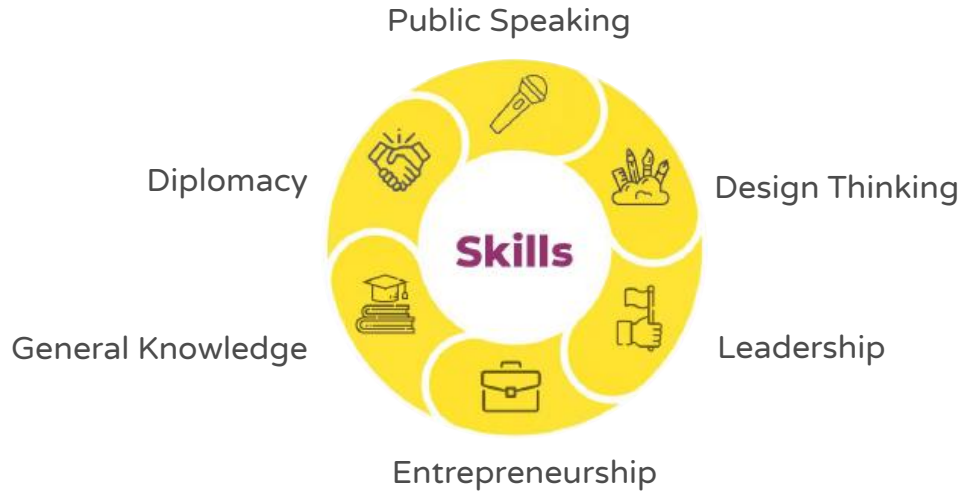 Public Speaking
Diplomacy
Design Thinking
Skills
General Knowledge
Leadership
Entrepreneurship